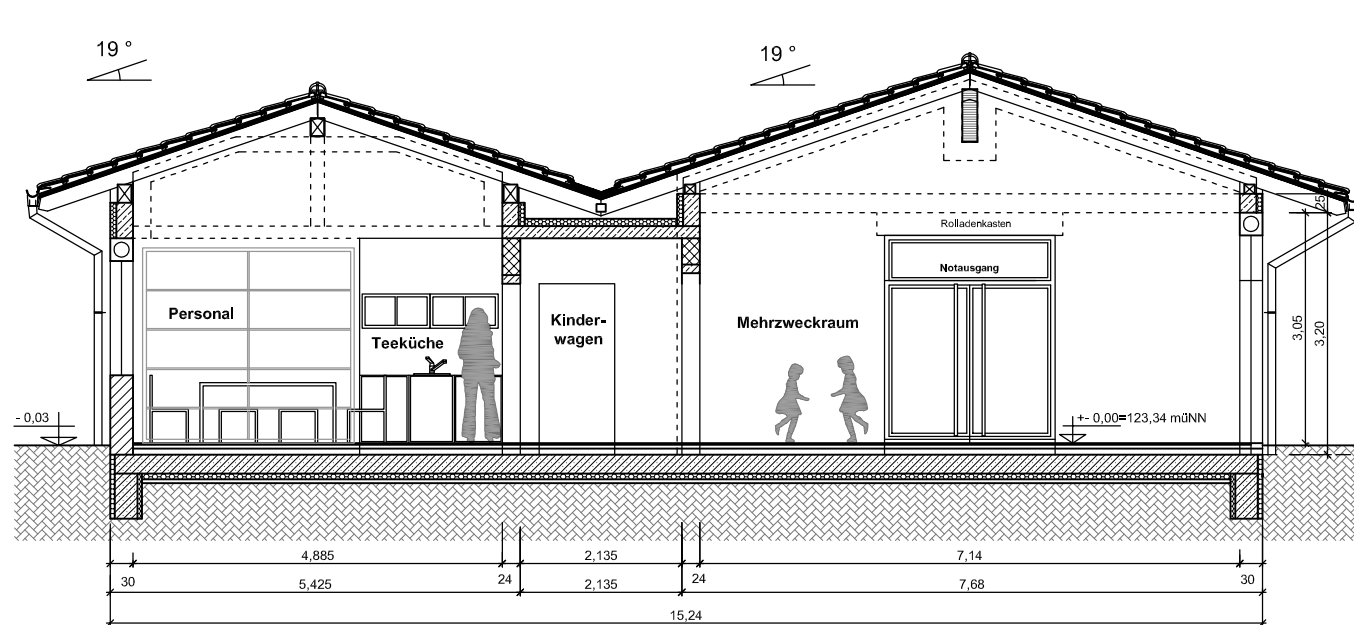 19 °
19 °
Rolladenkasten
Notausgang
Personal
Teeküche
Kinder-
wagen
Mehrzweckraum
25
3,05
3,20
- 0,03
+- 0,00=123,34 müNN
4,885
2,135
7,14
30
5,425
24
2,135
24
7,68
30
15,24